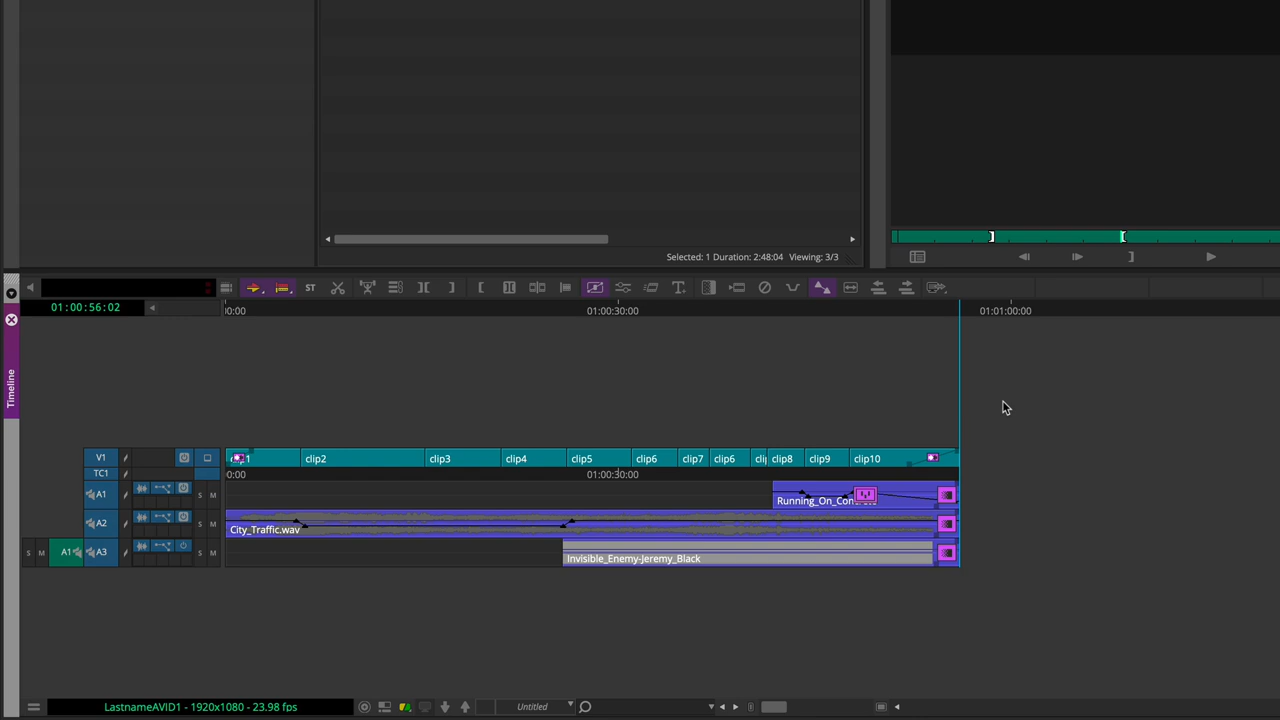 Selected: 1 Duration: 2:48:04 Viewing: 3/3
ST
T
01:00:56:02
0:00
01:00:30:00
01:01:00:00
Timeline
V1
clip2
clip3
clip4
clip5
clip6
clip7
clip6
clip8
clip9
clip10
TC1
0:00
01:00:30:00
A1
S
M
Running_On_Con
A2
S
M
City_Traffic.wav
S
M
A1
A3
S
M
Invisible_Enemy-Jeremy_Black
LastnameAVID1 - 1920x1080 - 23.98 fps
Untitled